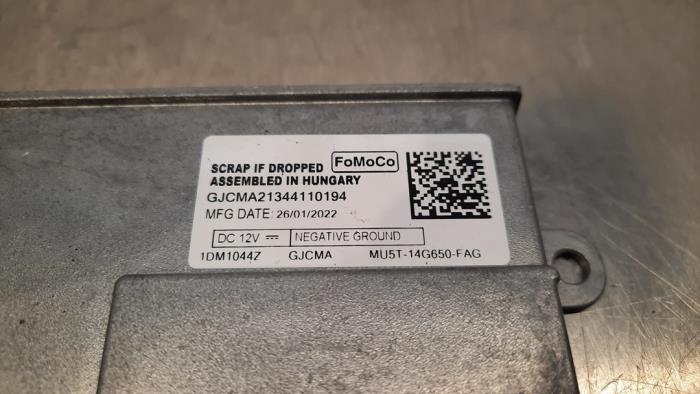 SCRAP IF DROPPED FoMoCo
ASSEMBLED IN HUNGARY
GJCMA21344110194
MFG DATE: 26/01/2022
DC 12V ⎓ NEGATIVE GROUND
1DM1044Z GJCMA MU5T-14G650-FAG